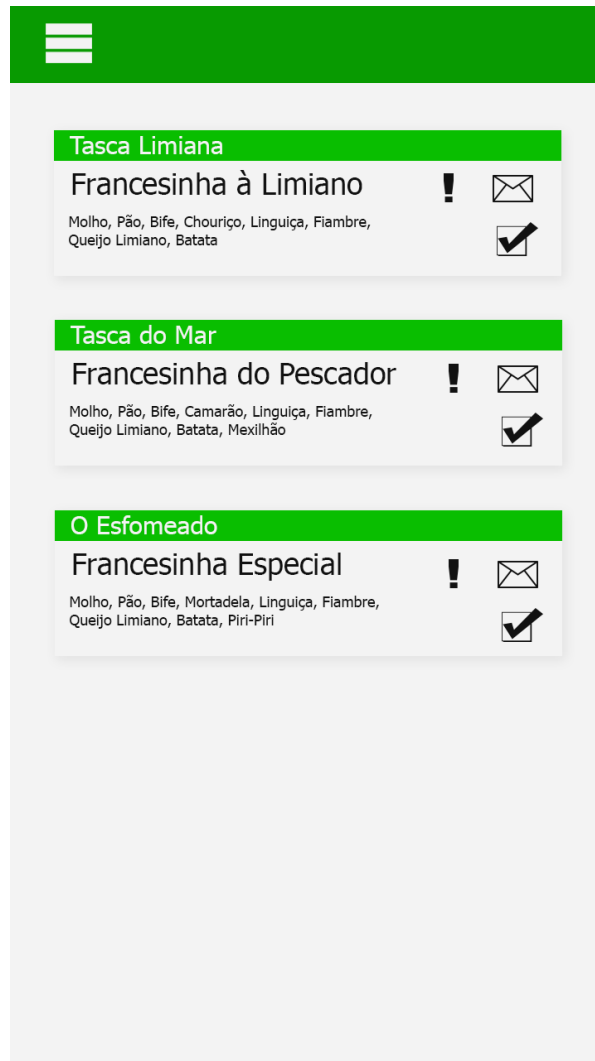 Tasca Limiana
Francesinha à Limiano
Molho, Pão, Bife, Chouriço, Linguiça, Fiambre,
Queijo Limiano, Batata
Tasca do Mar
Francesinha do Pescador
Molho, Pão, Bife, Camarão, Linguiça, Fiambre,
Queijo Limiano, Batata, Mexilhão
O Esfomeado
Francesinha Especial
Molho, Pão, Bife, Mortadela, Linguiça, Fiambre,
Queijo Limiano, Batata, Piri-Piri